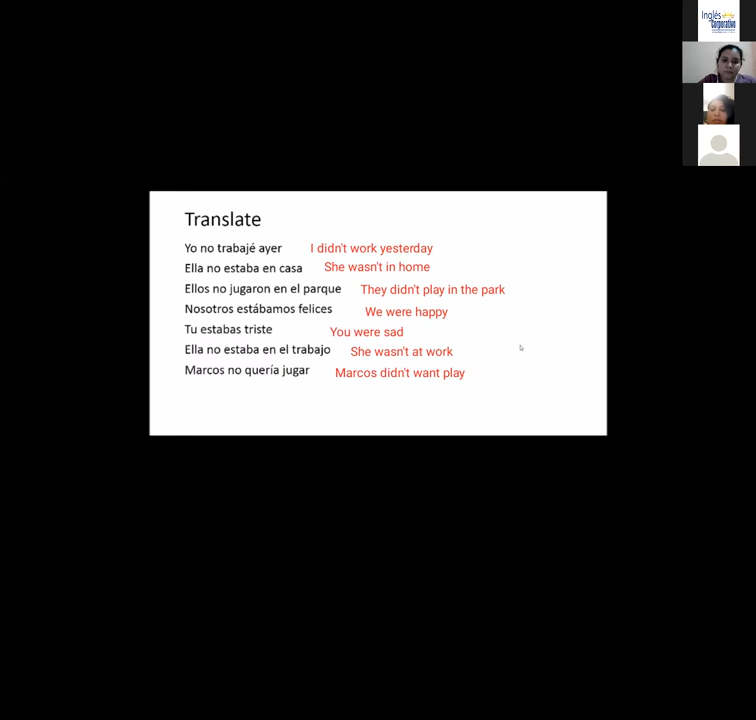 Inglés
Corporativo
Translate
Yo no trabajé ayer I didn't work yesterday
Ella no estaba en casa She wasn't in home
Ellos no jugaron en el parque They didn't play in the park
Nosotros estábamos felices We were happy
Tu estabas triste You were sad
Ella no estaba en el trabajo She wasn't at work
Marcos no quería jugar Marcos didn't want play